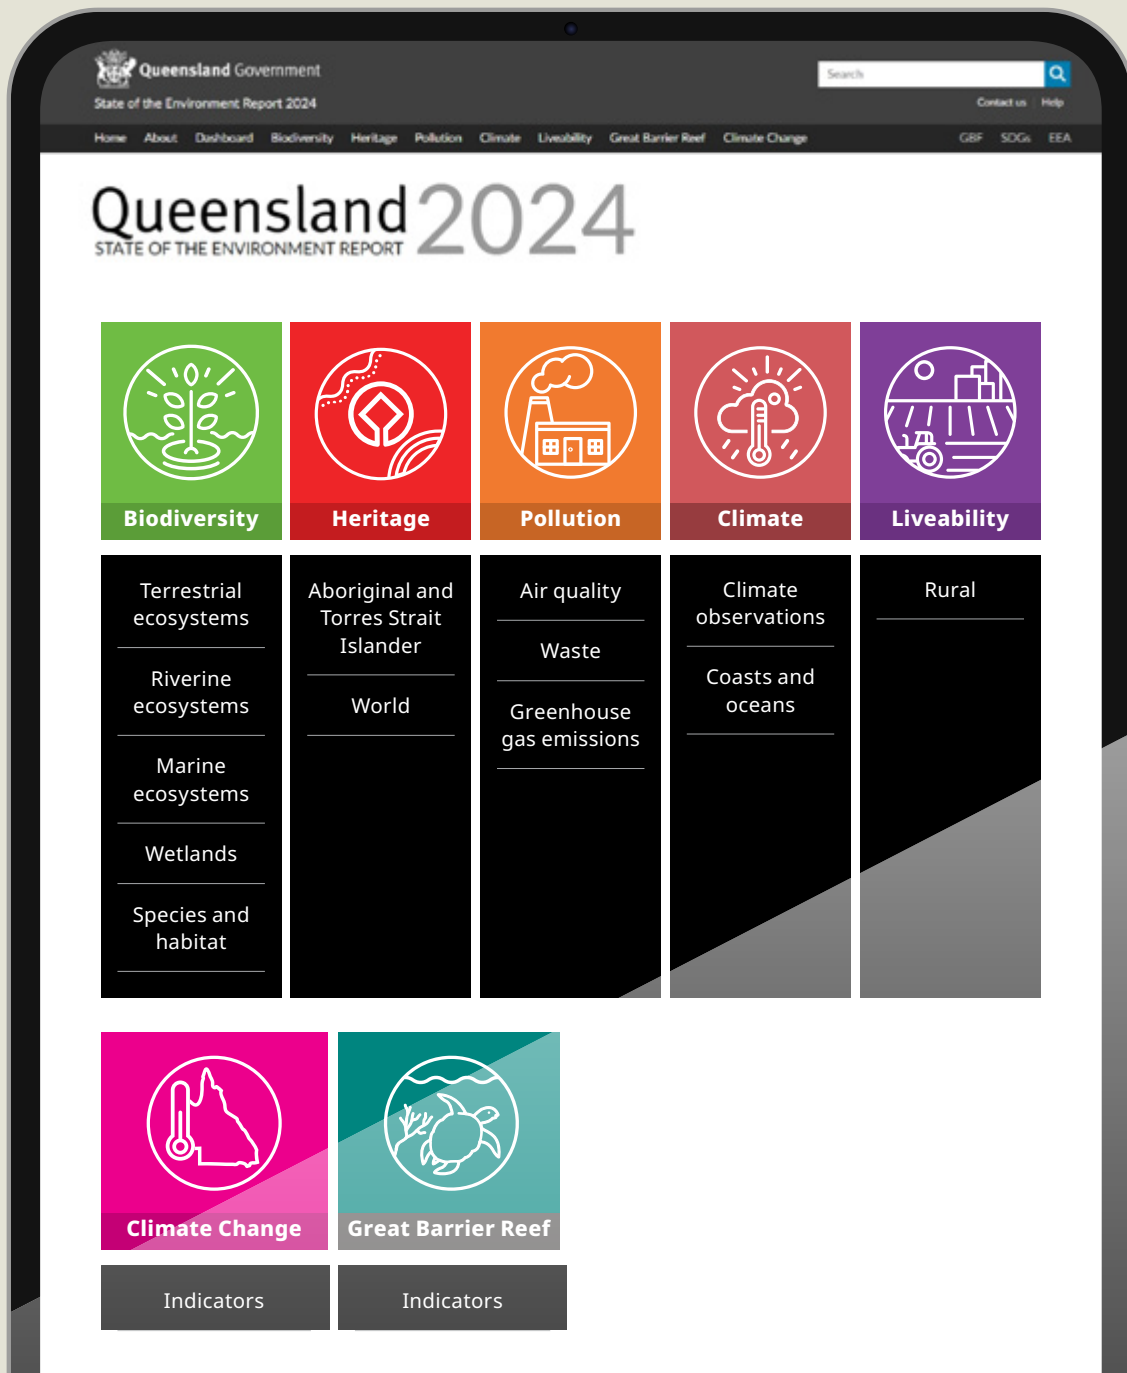 Queensland Government
State of the Environment Report 2024
Search
Contact us Help
Home About Dashboard Biodiversity Heritage Pollution Climate Liveability Great Barrier Reef Climate Change GBF SDGs EEA
Queensland 2024
STATE OF THE ENVIRONMENT REPORT
Biodiversity
Heritage
Pollution
Climate
Liveability
Terrestrial
ecosystems
Riverine
ecosystems
Marine
ecosystems
Wetlands
Species and
habitat
Aboriginal and
Torres Strait
Islander
World
Air quality
Waste
Greenhouse
gas emissions
Climate
observations
Coasts and
oceans
Rural
Climate Change
Great Barrier Reef
Indicators
Indicators